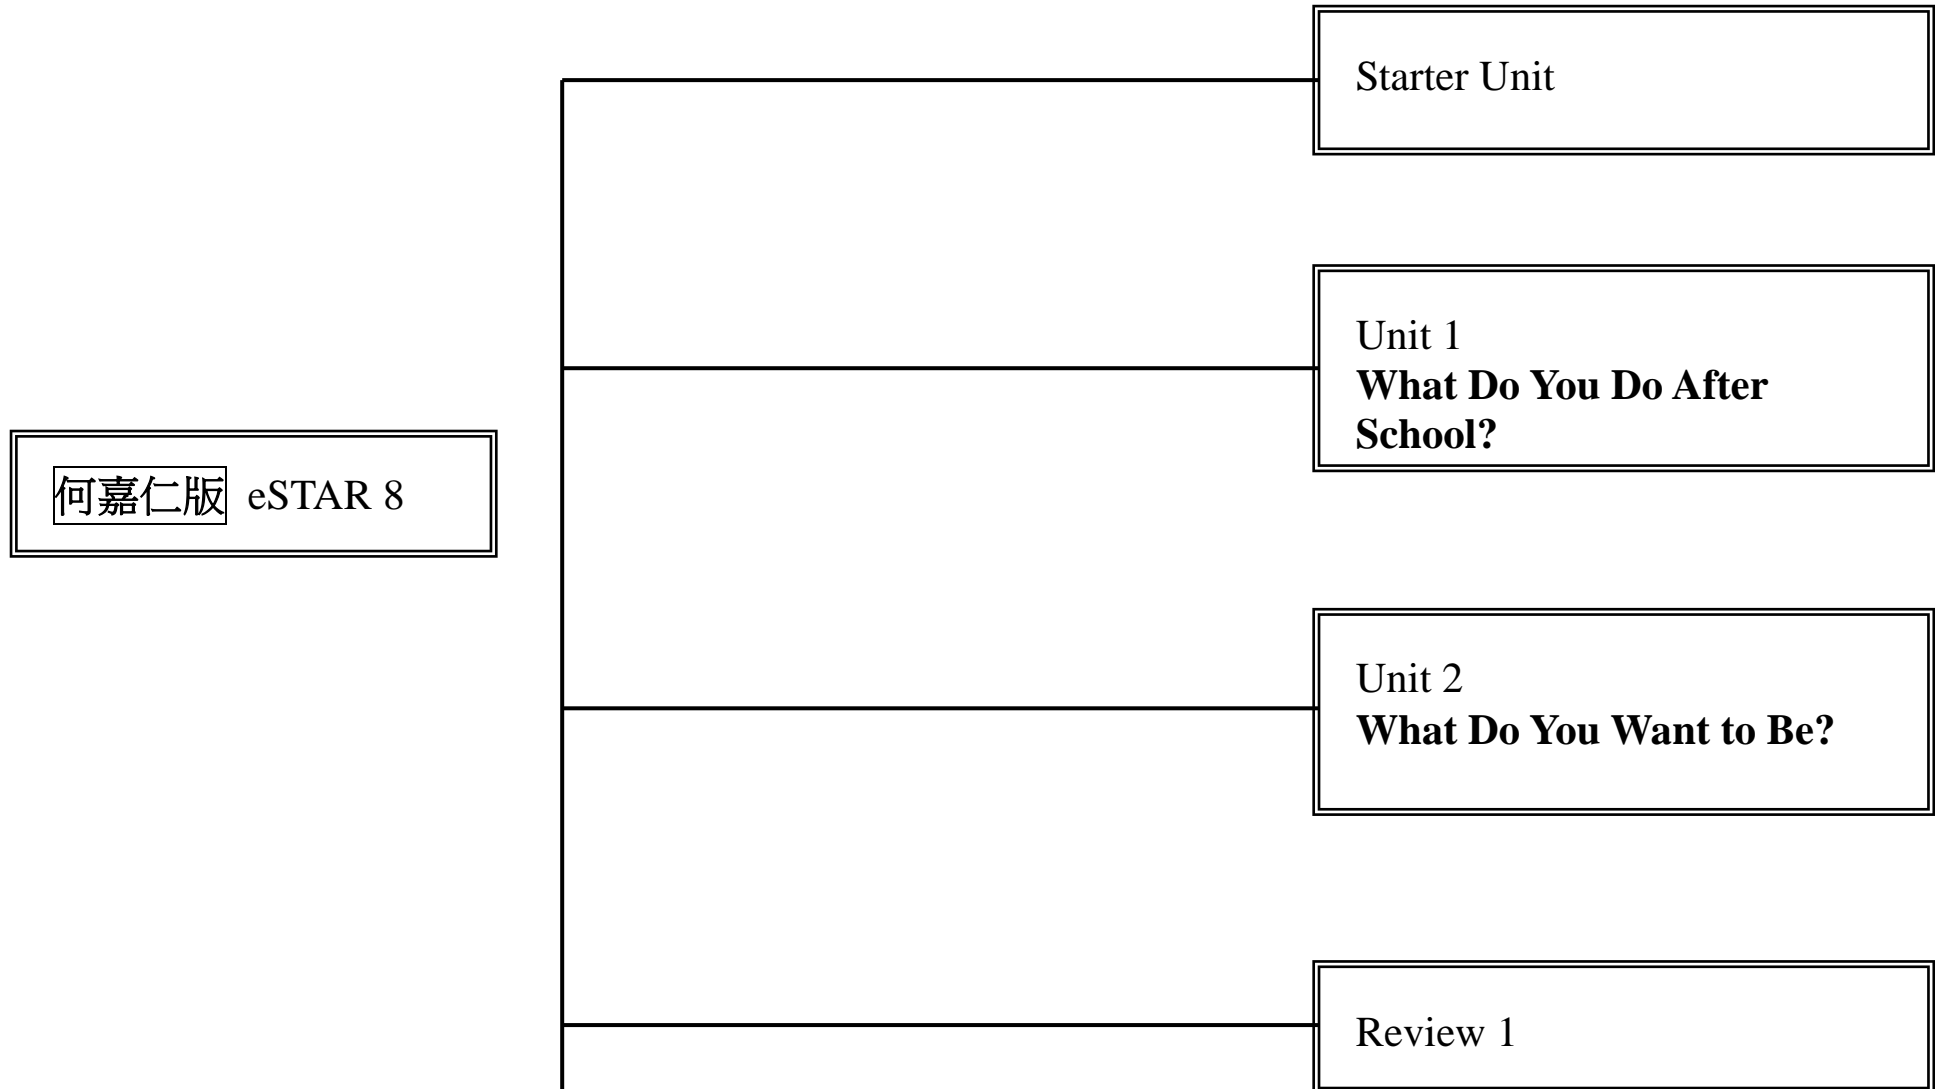 Starter Unit
Unit 1
What Do You Do After
School?
何嘉仁版 eSTAR 8
Unit 2
What Do You Want to Be?
Review 1